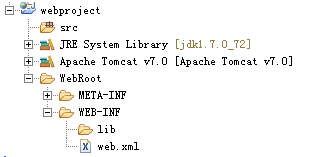 webproject
src
JRE System Library [jdk1.7.0_72]
Apache Tomcat v7.0 [Apache Tomcat v7.0]
WebRoot
META-INF
WEB-INF
lib
web.xml